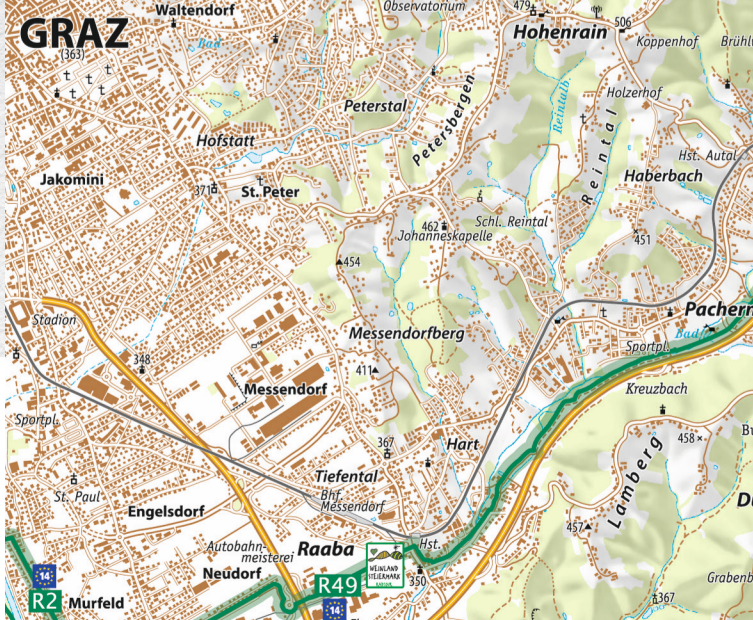 GRAZ
(363)
Waltendorf
Bad
Observatorium
479
506
Hohenrain
Koppenhof
Peterstal
Petersbergen
Reintalb.
Holzerhof
Hofstatt
Reintal
Hst. Autal
Haberbach
Jakomini
371
St. Peter
462
Johanneskapelle
Schl. Reintal
451
454
Stadion
Pachern
Bad
Sportpl.
Messendorfberg
348
411
Messendorf
Kreuzbach
Sportpl.
367
Hart
458
Lamberg
Tiefental
St. Paul
Bhf.
Messendorf
Engelsdorf
457
Autobahn-
meisterei
Raaba
Hst.
WEINLAND
STEIERMARK
RADTOUR
Neudorf
350
14
R49
R2
Murfeld
14
367